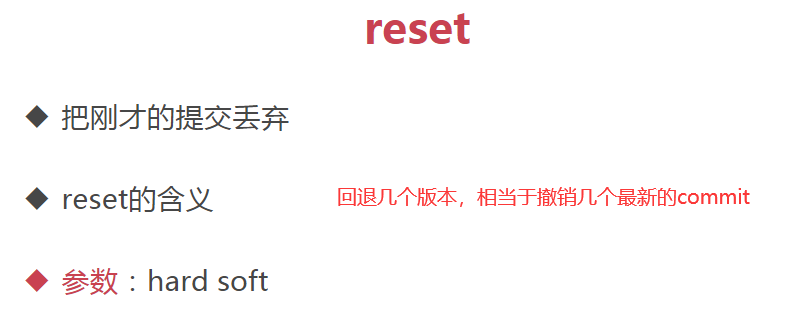 reset
把刚才的提交丢弃
reset的含义
回退几个版本，相当于撤销几个最新的commit
参数：hard soft